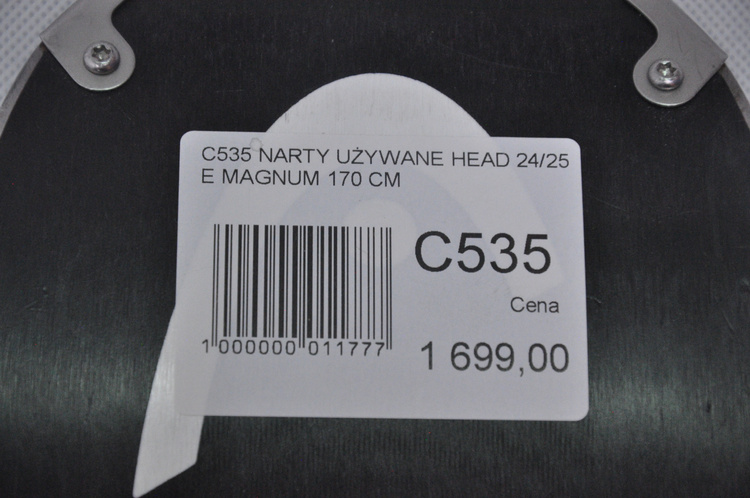 C535 NARTY UŻYWANE HEAD 24/25
E MAGNUM 170 CM
C535
Cena
1 699,00
1 000000 011777